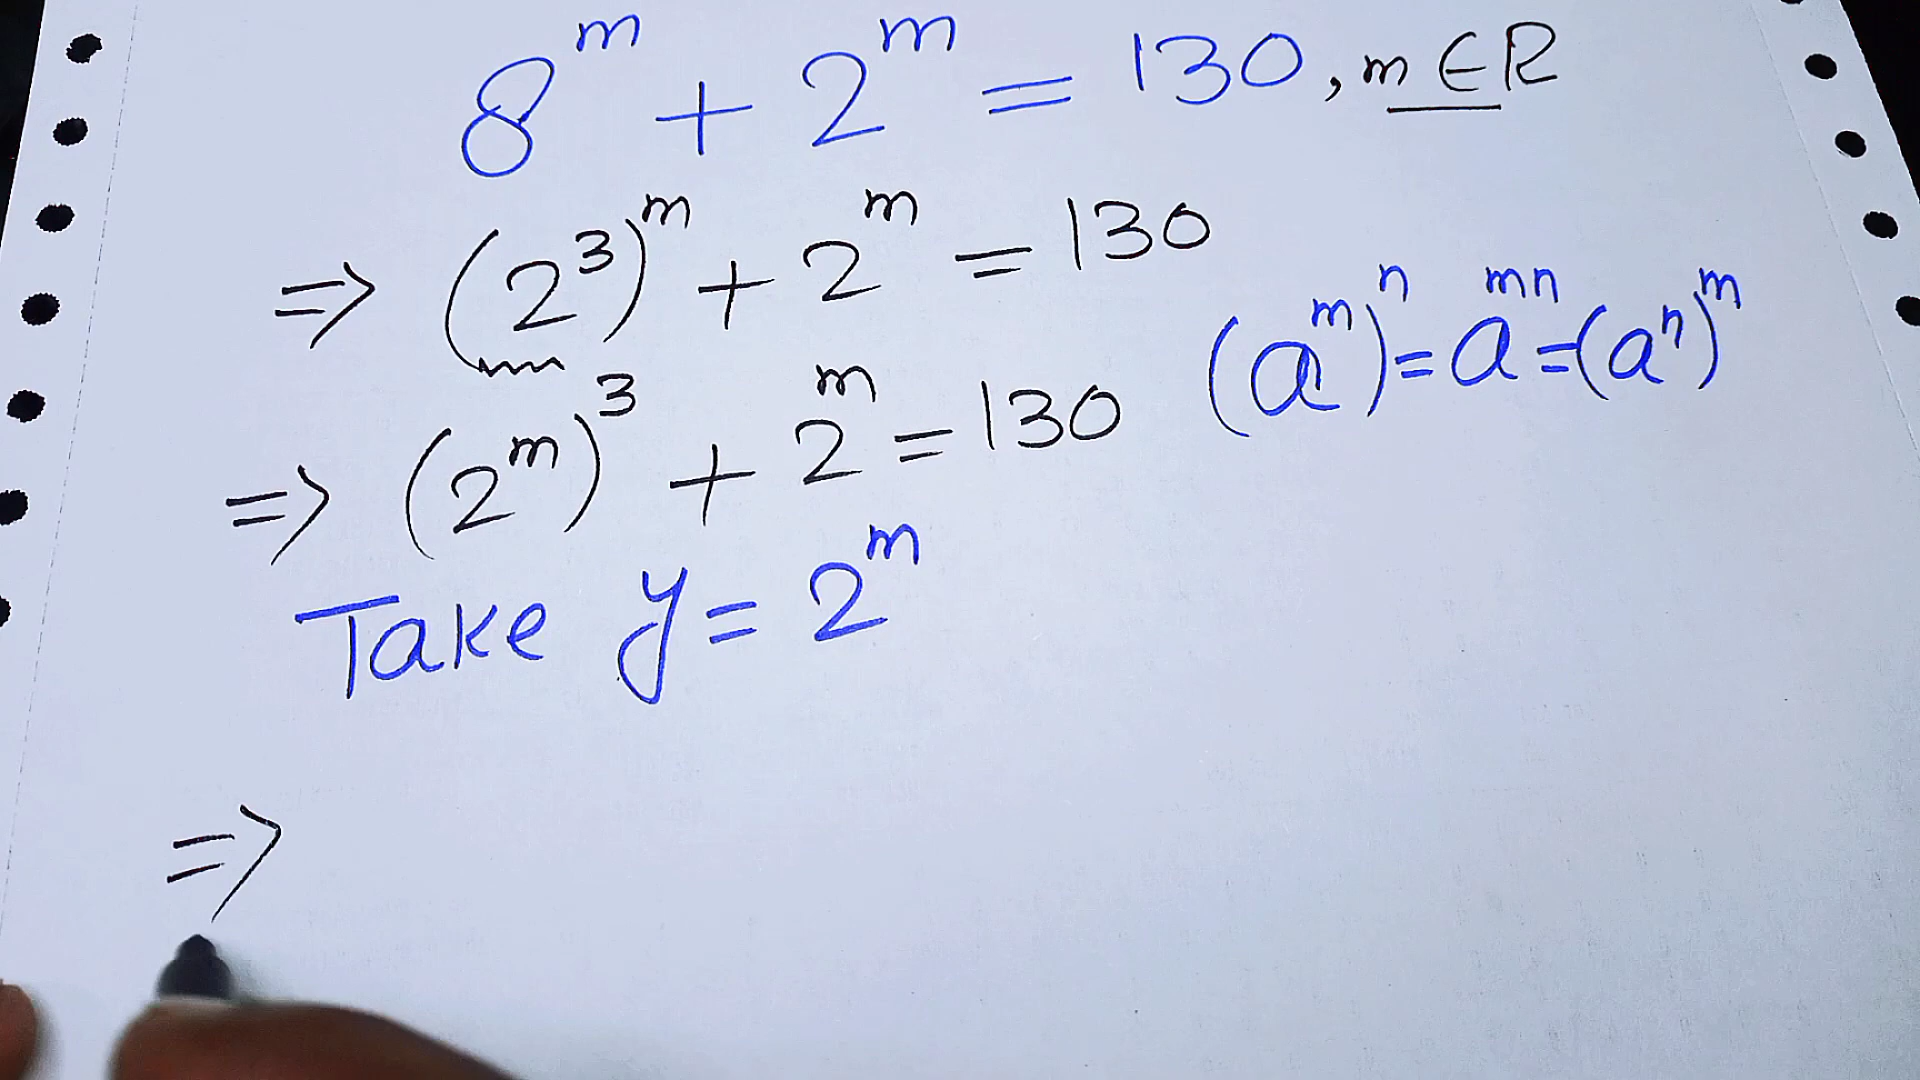 8^m + 2^m = 130, m ∈ R
⇒ (2^3)^m + 2^m = 130
(a^m)^n = a^mn = (a^n)^m
⇒ (2^m)^3 + 2^m = 130
Take y = 2^m
⇒